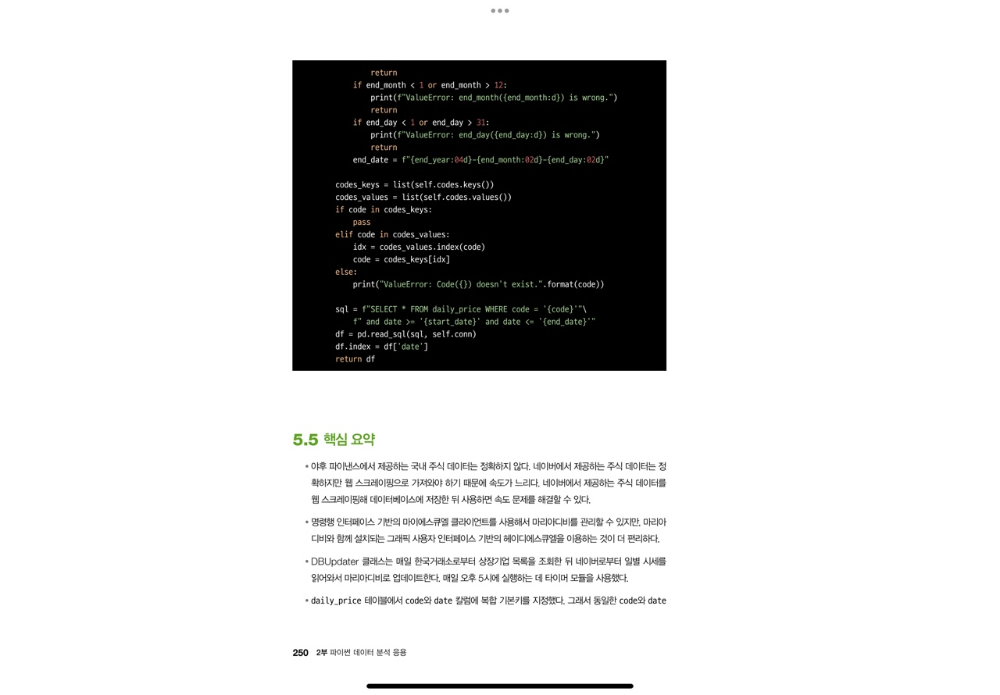 return
if end_month < 1 or end_month > 12:
print(f"ValueError: end_month({end_month:d}) is wrong.")
return
if end_day < 1 or end_day > 31:
print(f"ValueError: end_day({end_day:d}) is wrong.")
return
end_date = f"{end_year:04d}-{end_month:02d}-{end_day:02d}"
codes_keys = list(self.codes.keys())
codes_values = list(self.codes.values())
if code in codes_keys:
pass
elif code in codes_values:
idx = codes_values.index(code)
code = codes_keys[idx]
else:
print("ValueError: Code({}) doesn't exist.".format(code))
sql = f"SELECT * FROM daily_price WHERE code = '{code}'"\
f" and date >= '{start_date}' and date <= '{end_date}'"
df = pd.read_sql(sql, self.conn)
df.index = df['date']
return df
5.5 핵심 요약
• 야후 파이낸스에서 제공하는 국내 주식 데이터는 정확하지 않다. 네이버에서 제공하는 주식 데이터는 정
확하지만 웹 스크레이핑으로 가져와야 하기 때문에 속도가 느리다. 네이버에서 제공하는 주식 데이터를
웹 스크레이핑해 데이터베이스에 저장한 뒤 사용하면 속도 문제를 해결할 수 있다.
• 명령행 인터페이스 기반의 마이에스큐엘 클라이언트를 사용해서 마리아디비를 관리할 수 있지만, 마리아
디비와 함께 설치되는 그래픽 사용자 인터페이스 기반의 헤이디에스큐엘을 이용하는 것이 더 편리하다.
• DBUpdater 클래스는 매일 한국거래소로부터 상장기업 목록을 조회한 뒤 네이버로부터 일별 시세를
읽어와서 마리아디비로 업데이트한다. 매일 오후 5시에 실행하는 데 타이머 모듈을 사용했다.
• daily_price 테이블에서 code와 date 칼럼에 복합 기본키를 지정했다. 그래서 동일한 code와 date
250 2부 파이썬 데이터 분석 응용